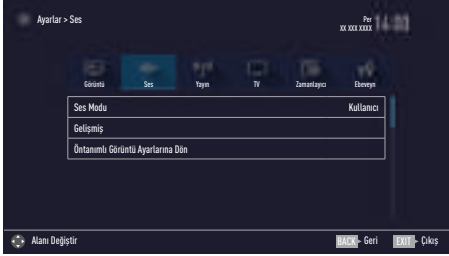 Ayarlar > Ses
Per
xx xxx xxxx 14:03
Görüntü Ses Yayın TV Zamanlayıcı Ebeveyn
Ses Modu Kullanıcı
Gelişmiş
Öntanımlı Görüntü Ayarlarına Dön
Alanı Değiştir BACK Geri EXIT Çıkış